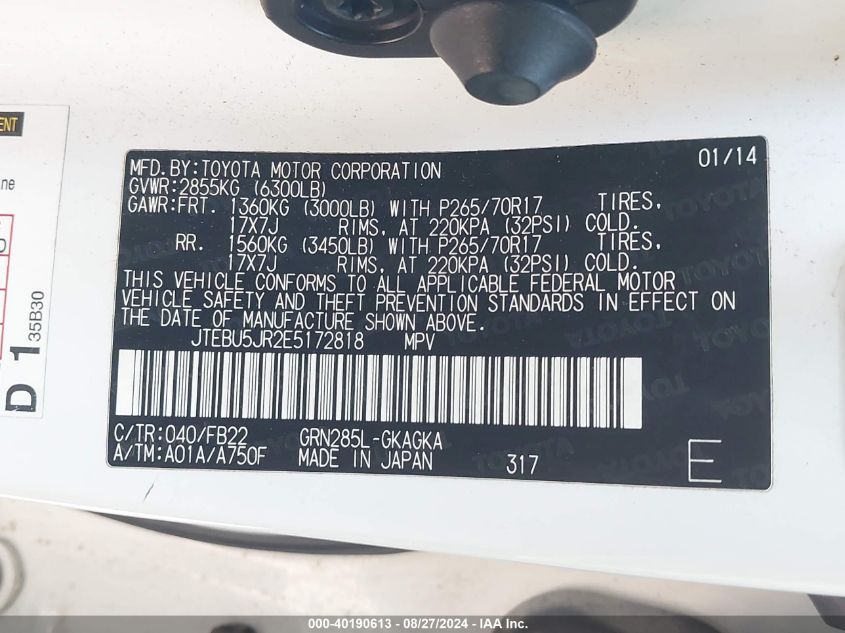 MFD.BY:TOYOTA MOTOR CORPORATION 01/14
GVWR:2855KG (6300LB)
GAWR:FRT. 1360KG (3000LB) WITH P265/70R17 TIRES,
17X7J RIMS, AT 220KPA (32PSI) COLD.
RR. 1560KG (3450LB) WITH P265/70R17 TIRES,
17X7J RIMS, AT 220KPA (32PSI) COLD.
THIS VEHICLE CONFORMS TO ALL APPLICABLE FEDERAL MOTOR
VEHICLE SAFETY AND THEFT PREVENTION STANDARDS IN EFFECT ON
THE DATE OF MANUFACTURE SHOWN ABOVE.
JTEBU5JR2E5172818 MPV
C/TR:040/FB22 GRN285L-GKAGKA
A/TM:A01A/A750F MADE IN JAPAN 317 E
D 1 35B30
000-40190613 | 08/27/2024 - IAAI.com